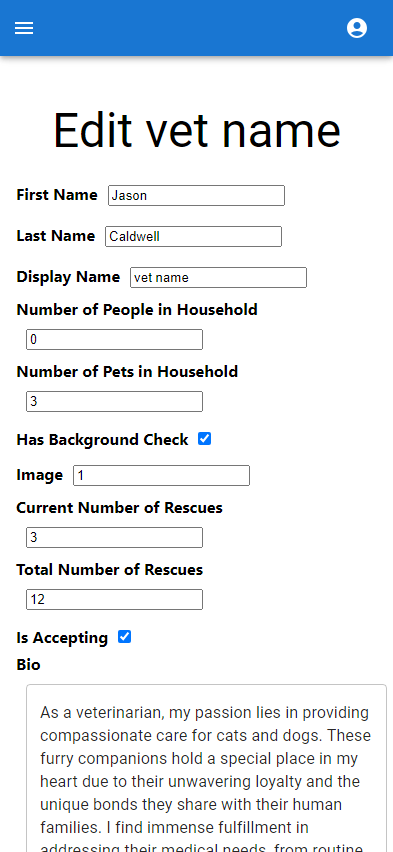 Edit vet name
First Name Jason
Last Name Caldwell
Display Name vet name
Number of People in Household
0
Number of Pets in Household
3
Has Background Check
Image 1
Current Number of Rescues
3
Total Number of Rescues
12
Is Accepting
Bio
As a veterinarian, my passion lies in providing
compassionate care for cats and dogs. These
furry companions hold a special place in my
heart due to their unwavering loyalty and the
unique bonds they share with their human
families. I find immense fulfillment in
addressing their medical needs, from routine